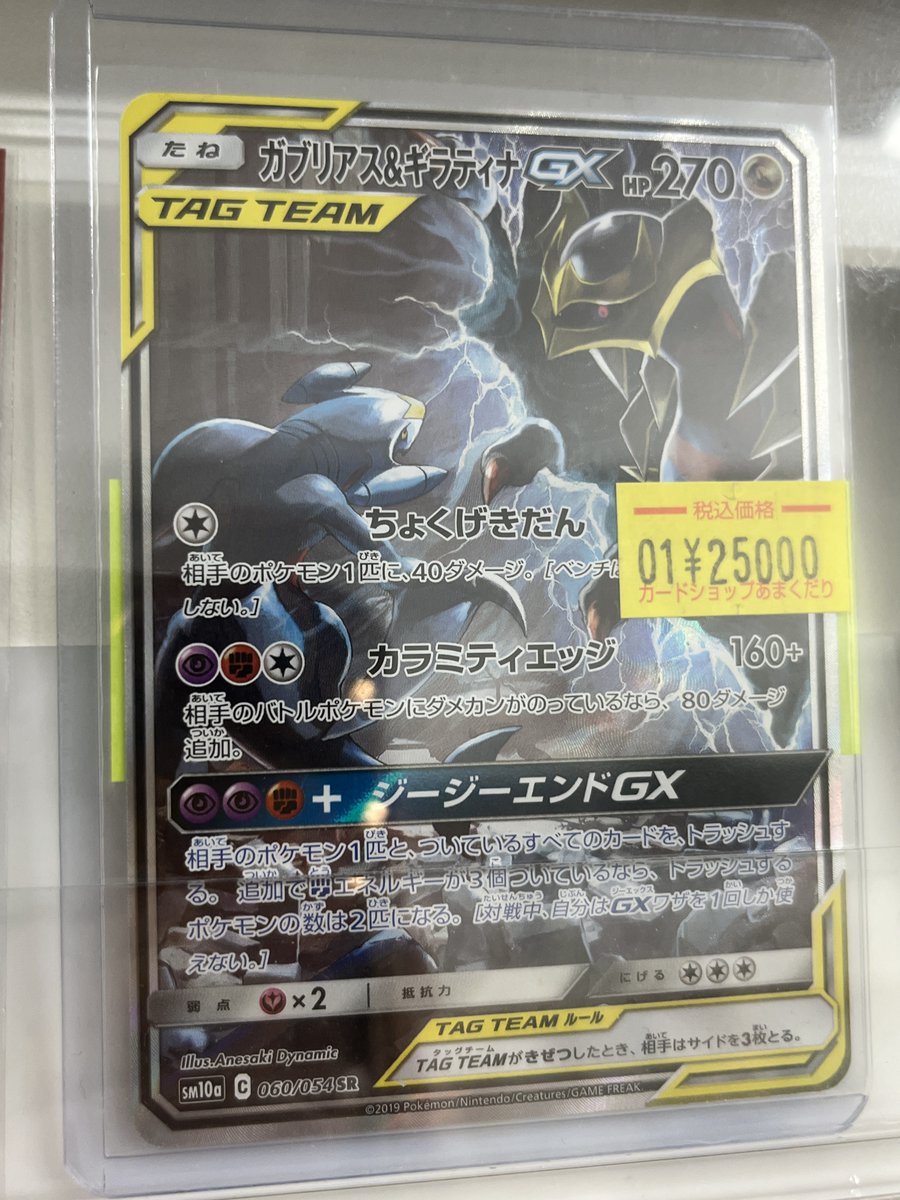 たね ガブリアス&ギラティナGX HP270
TAG TEAM
ちょくげきだん
相手のポケモン1匹に、40ダメージ。[ベンチは
しない。]
カラミティエッジ 160+
相手のバトルポケモンにダメカンがのっているなら、80ダメージ
追加。
+ ジージーエンドGX
相手のポケモン1匹と、ついているすべてのカードを、トラッシュす
る。追加でエネルギーが3個ついているなら、トラッシュする
ポケモンの数は2匹になる。[対戦中、自分はGXワザを1回しか使
えない。]
税込価格
01¥25000
カードショップあまくだり
弱点 ×2 抵抗力 にげる
TAG TEAM ルール
TAG TEAMがきぜつしたとき、相手はサイドを3枚とる。
Illus.Anesaki Dynamic
SM10a C 060/054 SR
©2019 Pokémon/Nintendo/Creatures/GAME FREAK.